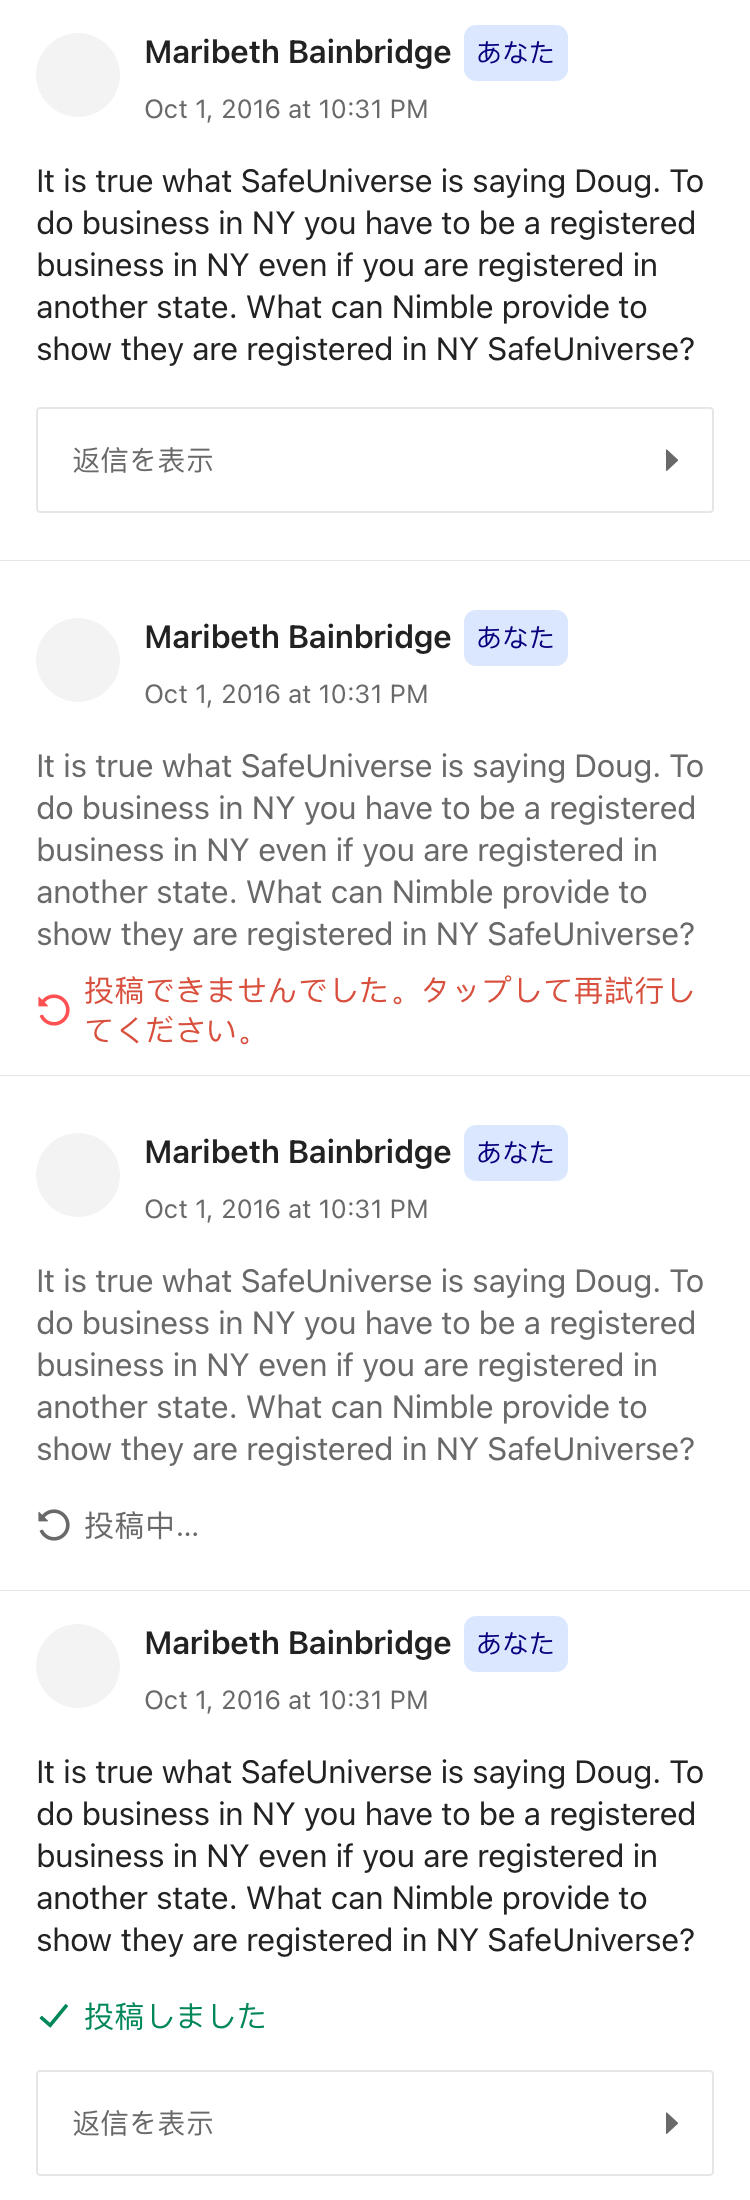 Maribeth Bainbridge あなた
Oct 1, 2016 at 10:31 PM
It is true what SafeUniverse is saying Doug. To
do business in NY you have to be a registered
business in NY even if you are registered in
another state. What can Nimble provide to
show they are registered in NY SafeUniverse?
返信を表示
Maribeth Bainbridge あなた
Oct 1, 2016 at 10:31 PM
It is true what SafeUniverse is saying Doug. To
do business in NY you have to be a registered
business in NY even if you are registered in
another state. What can Nimble provide to
show they are registered in NY SafeUniverse?
投稿できませんでした。タップして再試行し
てください。
Maribeth Bainbridge あなた
Oct 1, 2016 at 10:31 PM
It is true what SafeUniverse is saying Doug. To
do business in NY you have to be a registered
business in NY even if you are registered in
another state. What can Nimble provide to
show they are registered in NY SafeUniverse?
投稿中...
Maribeth Bainbridge あなた
Oct 1, 2016 at 10:31 PM
It is true what SafeUniverse is saying Doug. To
do business in NY you have to be a registered
business in NY even if you are registered in
another state. What can Nimble provide to
show they are registered in NY SafeUniverse?
投稿しました
返信を表示